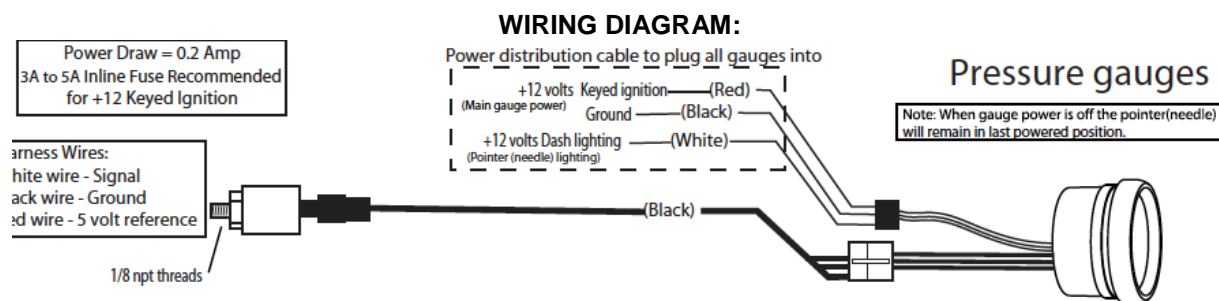 WIRING DIAGRAM:
Power Draw = 0.2 Amp
3A to 5A Inline Fuse Recommended
for +12 Keyed Ignition
Power distribution cable to plug all gauges into
+12 volts Keyed ignition (Red)
(Main gauge power)
Ground (Black)
+12 volts Dash lighting (White)
(Pointer (needle) lighting)
Pressure gauges
Note: When gauge power is off the pointer(needle)
will remain in last powered position.
arness Wires:
hite wire - Signal
ack wire - Ground
ed wire - 5 volt reference
(Black)
1/8 npt threads